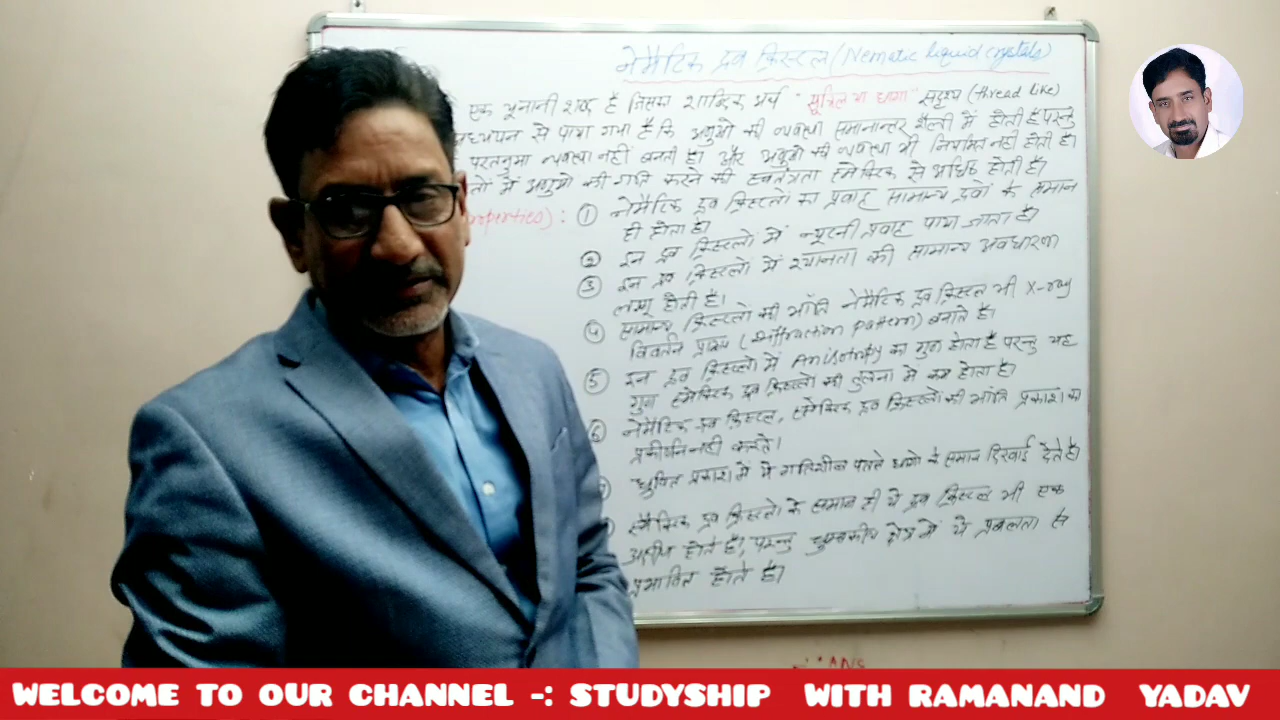 नेमैटिक द्रव क्रिस्टल (Nematic liquid crystals)
एक यूनानी शब्द है जिसका शाब्दिक अर्थ "सूत्रिल या धागा" सदृश्य (thread like)
से पाया गया है कि अणुओं की व्यवस्था समानान्तर शैली में होती है परन्तु
परतनुमा व्यवस्था नहीं बनती है। और अणुओं की व्यवस्था भी नियमित नहीं होती है।
में अणुओं की गति करने की स्वतंत्रता स्मेक्टिक से अधिक होती है।
: ① नेमैटिक द्रव क्रिस्टलों का प्रवाह सामान्य द्रवों के समान
ही होता है।
② इन द्रव क्रिस्टलों में न्यूटनी प्रवाह पाया जाता है।
③ इन द्रव क्रिस्टलों में श्यानता की सामान्य अवधारणा
लागू होती है।
④ सामान्य क्रिस्टलों की भाँति नेमैटिक द्रव क्रिस्टल भी X-ray
विवर्तन प्रारूप (Diffraction pattern) बनाते है।
⑤ इन द्रव क्रिस्टलों में Anisotropy का गुण होता है परन्तु यह
गुण स्मेक्टिक द्रव क्रिस्टलों की तुलना में कम होता है।
⑥ नेमैटिक द्रव क्रिस्टल, स्मेक्टिक द्रव क्रिस्टलों की भाँति प्रकाश का
प्रकीर्णन नही करते।
ध्रुवित प्रकाश में ये गतिशील पतले धागो के समान दिखाई देते है।
स्मैक्टिक द्रव क्रिस्टलो के समान ही ये द्रव क्रिस्टल भी एक
अक्षीय होते है, परन्तु चुम्बकीय क्षेत्र में ये प्रबलता से
प्रभावित होते है।
WELCOME TO OUR CHANNEL -: STUDYSHIP WITH RAMANAND YADAV